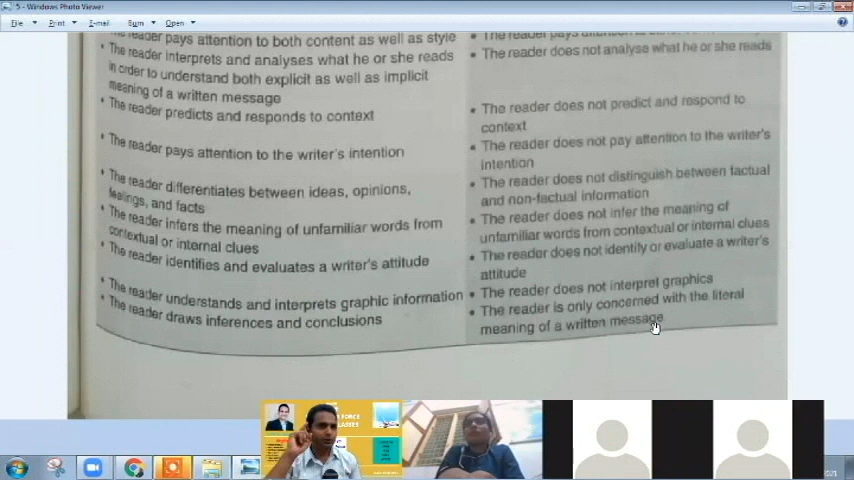 5 - Windows Photo Viewer
File Print E-mail Burn Open
The reader pays attention to both content as well as style
• The reader interprets and analyses what he or she reads
in order to understand both explicit as well as implicit
meaning of a written message
• The reader predicts and responds to context
• The reader pays attention to the writer's intention
• The reader differentiates between ideas, opinions,
feelings, and facts
• The reader infers the meaning of unfamiliar words from
contextual or internal clues
• The reader identifies and evaluates a writer's attitude
• The reader understands and interprets graphic information
• The reader draws inferences and conclusions
• The reader pays
• The reader does not analyse what he or she reads
• The reader does not predict and respond to
context
• The reader does not pay attention to the writer's
intention
• The reader does not distinguish between factual
and non-factual information
• The reader does not infer the meaning of
unfamiliar words from contextual or internal clues
• The reader does not identify or evaluate a writer's
attitude
• The reader does not interpret graphics
• The reader is only concerned with the literal
meaning of a written message
FORCE